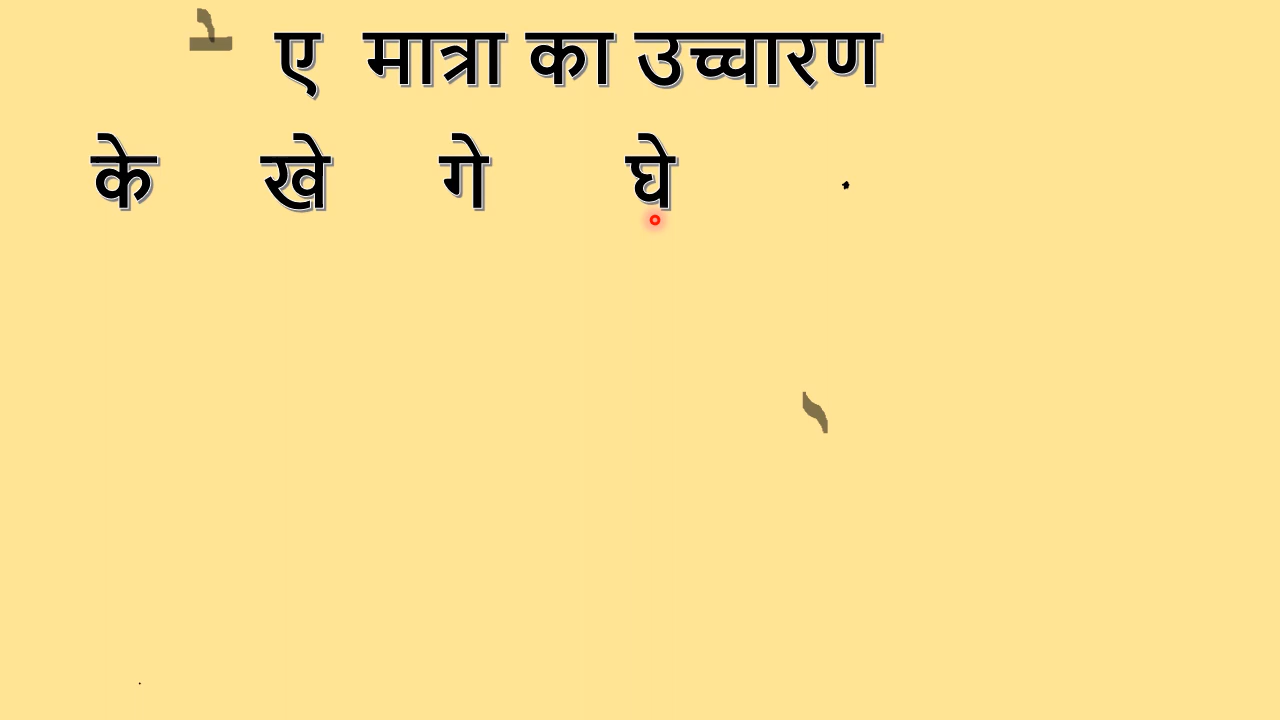 ए मात्रा का उच्चारण
के खे गे घे